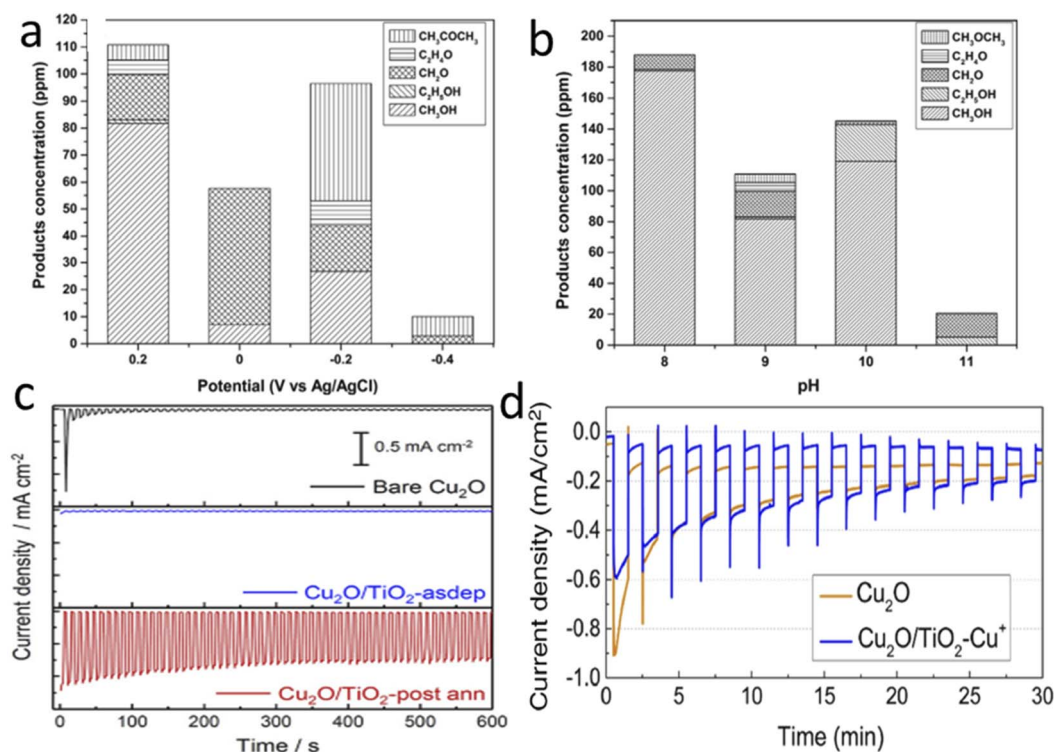 a
120
110
100
90
80
70
60
50
40
30
20
10
0
Products concentration (ppm)
CH₃COCH₃
C₂H₄O
CH₂O
C₂H₅OH
CH₃OH
0.2 0 -0.2 -0.4
Potential (V vs Ag/AgCl)
b
200
180
160
140
120
100
80
60
40
20
0
Products concentration (ppm)
CH₃OCH₃
C₂H₄O
CH₂O
C₂H₅OH
CH₃OH
8 9 10 11
pH
c
Current density / mA cm⁻²
0.5 mA cm⁻²
Bare Cu₂O
Cu₂O/TiO₂-asdep
Cu₂O/TiO₂-post ann
0 100 200 300 400 500 600
Time / s
d
0.0
-0.2
-0.4
-0.6
-0.8
-1.0
Current density (mA/cm²)
Cu₂O
Cu₂O/TiO₂-Cu⁺
0 5 10 15 20 25 30
Time (min)